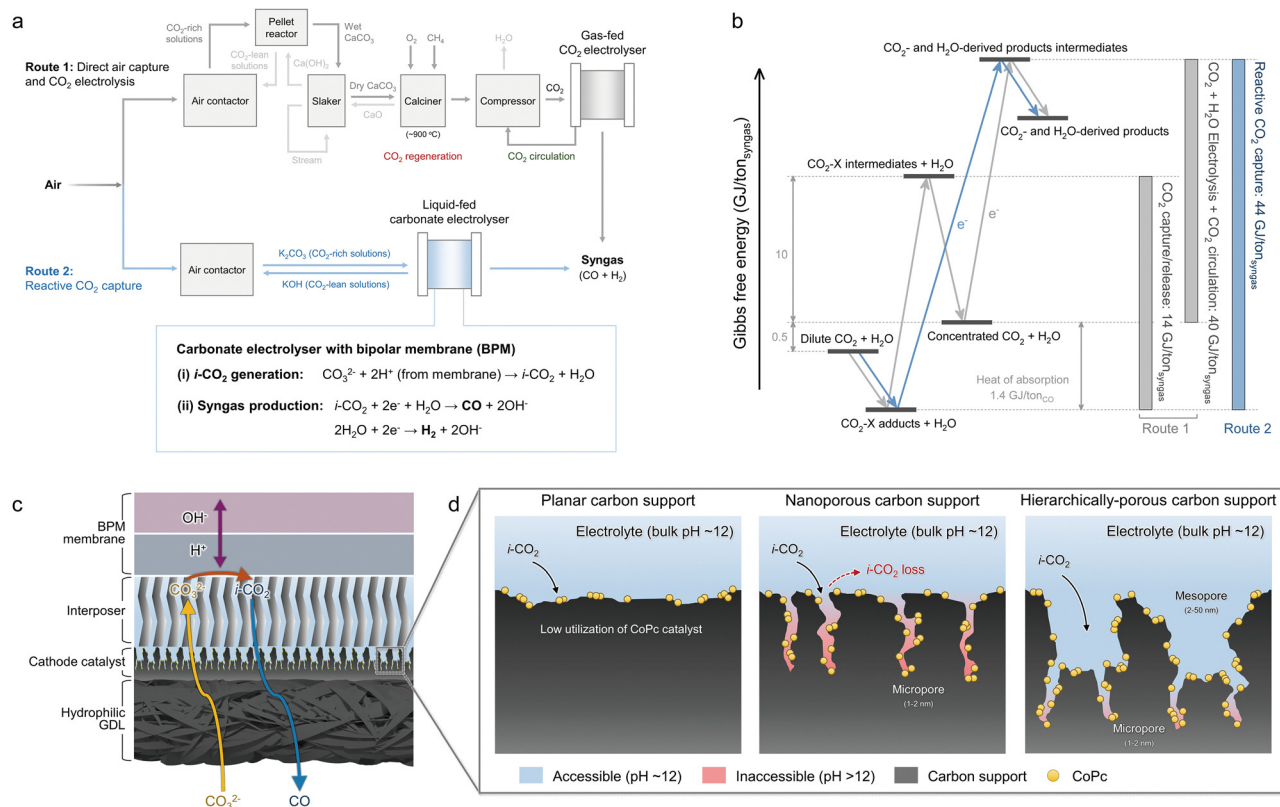 a
CO₂-rich
solutions
Pellet
reactor
Wet
CaCO₃
CO₂-lean
solutions
Ca(OH)₂
O₂
CH₄
H₂O
Gas-fed
CO₂ electrolyser
Route 1: Direct air capture
and CO₂ electrolysis
Air contactor
Slaker
Dry CaCO₃
CaO
Calciner
Compressor
CO₂
(~900 ºC)
Stream
CO₂ regeneration
CO₂ circulation
Air
Liquid-fed
carbonate electrolyser
Route 2:
Reactive CO₂ capture
Air contactor
K₂CO₃ (CO₂-rich solutions)
KOH (CO₂-lean solutions)
Syngas
(CO + H₂)
Carbonate electrolyser with bipolar membrane (BPM)
(i) i-CO₂ generation: CO₃²⁻ + 2H⁺ (from membrane) → i-CO₂ + H₂O
(ii) Syngas production: i-CO₂ + 2e⁻ + H₂O → CO + 2OH⁻
2H₂O + 2e⁻ → H₂ + 2OH⁻
b
Gibbs free energy (GJ/ton_syngas)
CO₂- and H₂O-derived products intermediates
CO₂- and H₂O-derived products
CO₂-X intermediates + H₂O
e⁻
e⁻
10
0.5
Dilute CO₂ + H₂O
Concentrated CO₂ + H₂O
Heat of absorption
1.4 GJ/ton_CO
CO₂-X adducts + H₂O
CO₂ capture/release: 14 GJ/ton_syngas
CO₂ + H₂O Electrolysis + CO₂ circulation: 40 GJ/ton_syngas
Reactive CO₂ capture: 44 GJ/ton_syngas
Route 1
Route 2
c
BPM
membrane
Interposer
Cathode catalyst
Hydrophilic
GDL
OH⁻
H⁺
CO₃²⁻
i-CO₂
CO₃²⁻
CO
d
Planar carbon support
Electrolyte (bulk pH ~12)
i-CO₂
Low utilization of CoPc catalyst
Nanoporous carbon support
Electrolyte (bulk pH ~12)
i-CO₂
i-CO₂ loss
Micropore
(1-2 nm)
Hierarchically-porous carbon support
Electrolyte (bulk pH ~12)
i-CO₂
Mesopore
(2-50 nm)
Micropore
(1-2 nm)
Accessible (pH ~12)
Inaccessible (pH >12)
Carbon support
CoPc